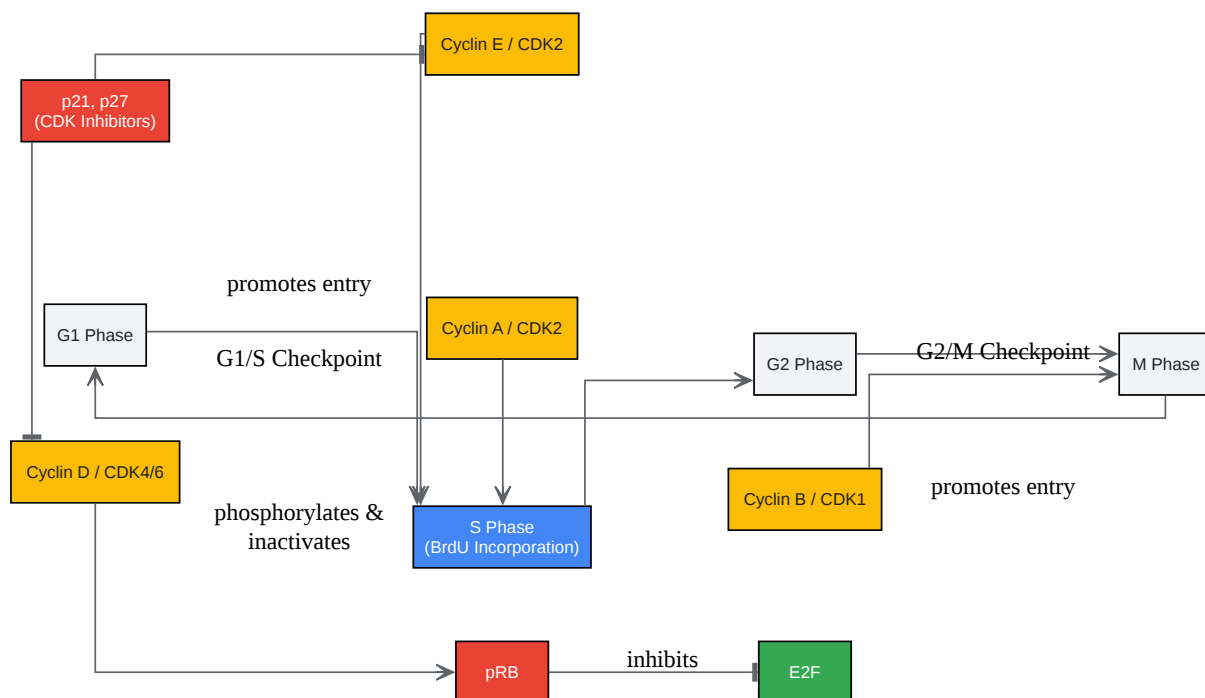 Cyclin E / CDK2
p21, p27
(CDK Inhibitors)
promotes entry
G1 Phase
Cyclin A / CDK2
G1/S Checkpoint
G2 Phase
G2/M Checkpoint
M Phase
Cyclin D / CDK4/6
Cyclin B / CDK1
promotes entry
phosphorylates &
inactivates
S Phase
(BrdU Incorporation)
pRB
inhibits
E2F